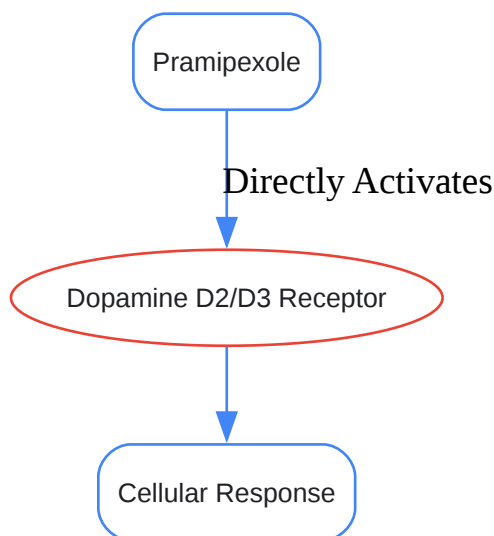 Pramipexole
Directly Activates
Dopamine D2/D3 Receptor
Cellular Response